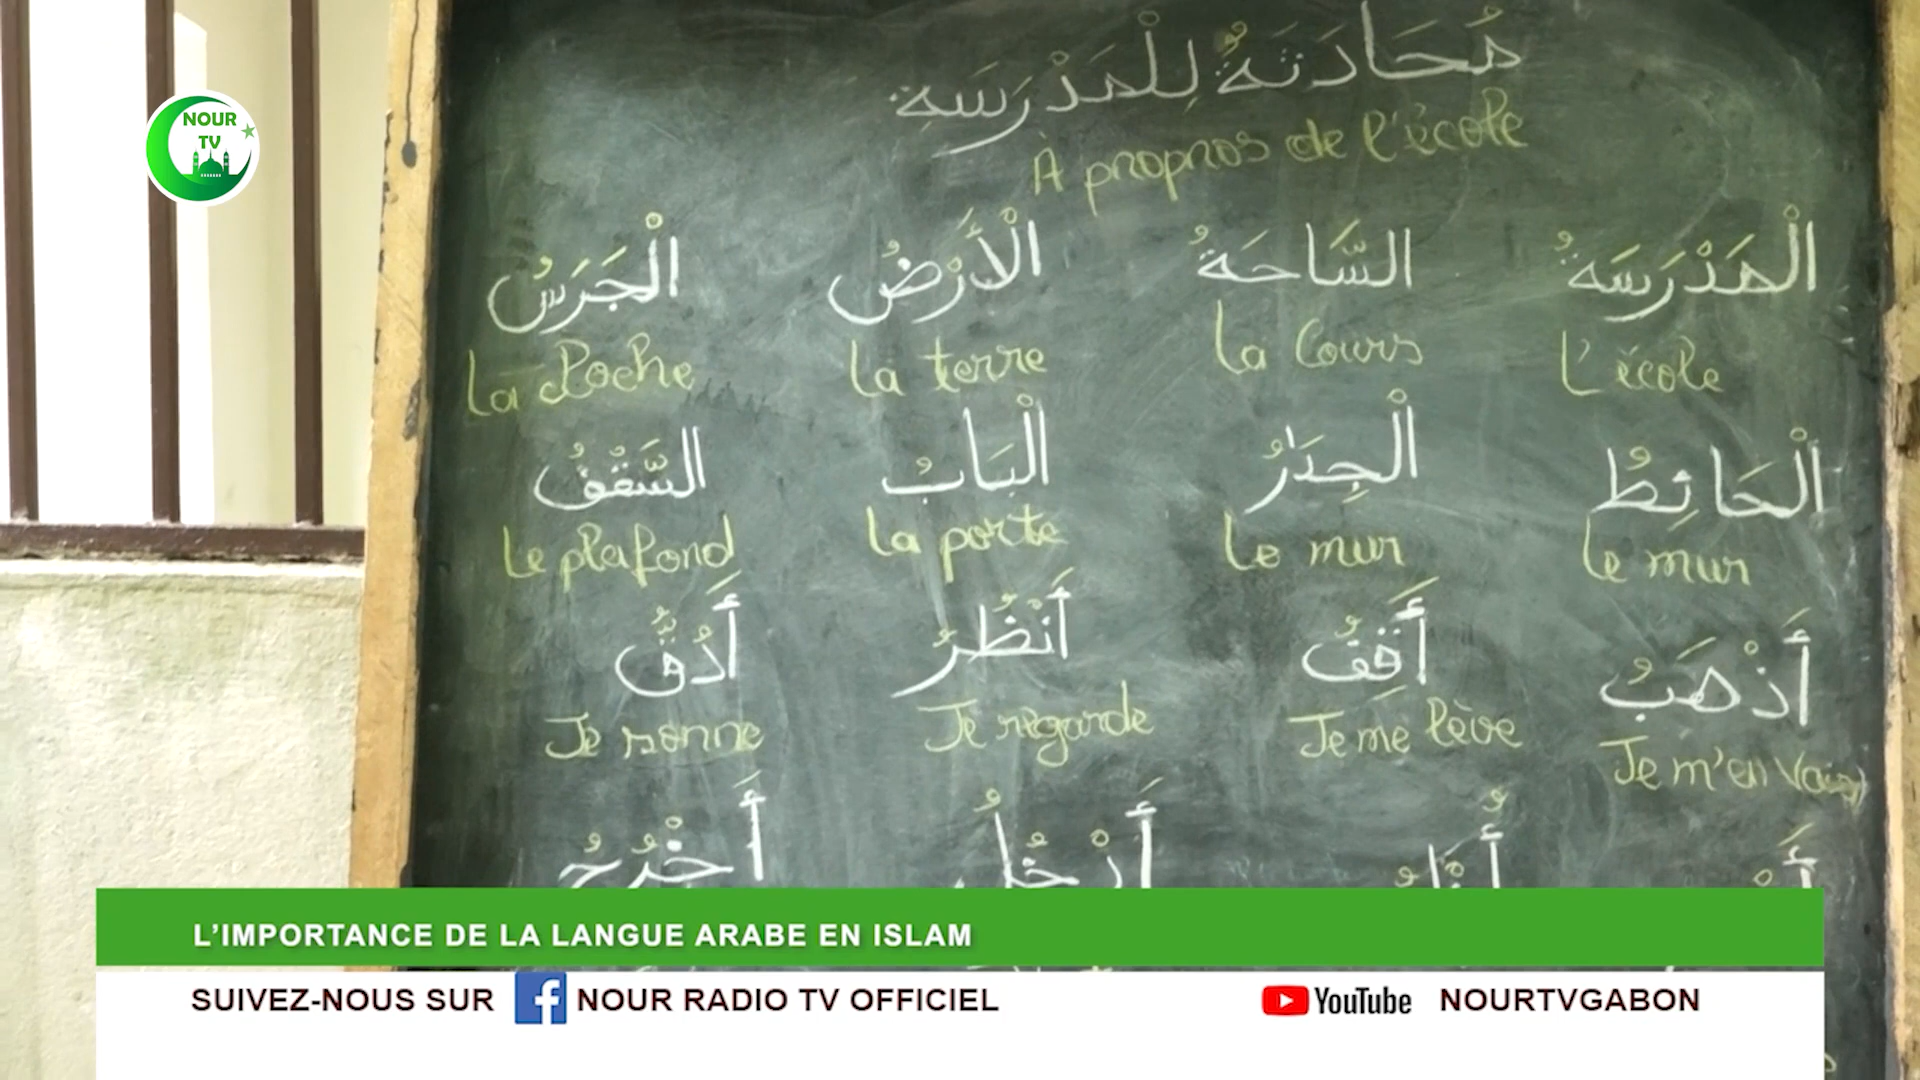 NOUR
TV
مُحَادَثَةُ لِلْمَدْرَسَةِ
À propros de l'école
الْمَدْرَسَةُ السَّاحَةُ الْأَرْضُ الْجَرَسُ
L'école La Cours La terre La cloche
الْحَائِطُ الْجِدَارُ الْبَابُ السَّقْفُ
Le mur Le mur La porte Le plafond
أَذْهَبُ أَقِفُ أَنْظُرُ أَدُقُّ
Je m'en vais Je me lève Je regarde Je sonne
أَدْخُلُ أَخْرُجُ
L'IMPORTANCE DE LA LANGUE ARABE EN ISLAM
SUIVEZ-NOUS SUR f NOUR RADIO TV OFFICIEL YouTube NOURTVGABON